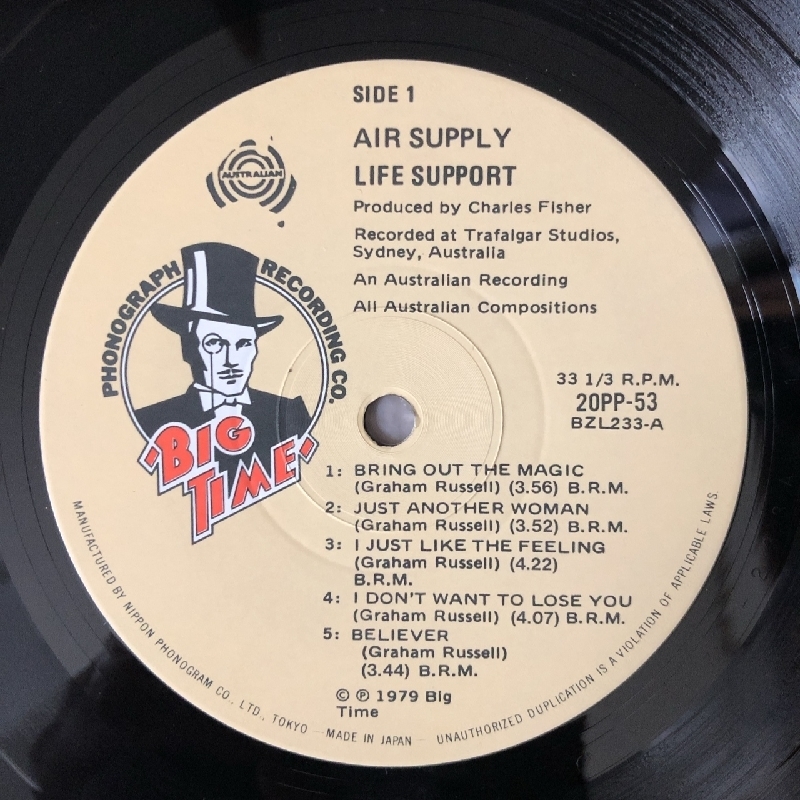 SIDE 1
AIR SUPPLY
LIFE SUPPORT
Produced by Charles Fisher
Recorded at Trafalgar Studios,
Sydney, Australia
An Australian Recording
All Australian Compositions
AUSTRALIAN
PHONOGRAPH RECORDING CO.
BIG
TIME
33 1/3 R.P.M.
20PP-53
BZL233-A
1: BRING OUT THE MAGIC
(Graham Russell) (3.56) B.R.M.
2: JUST ANOTHER WOMAN
(Graham Russell) (3.52) B.R.M.
3: I JUST LIKE THE FEELING
(Graham Russell) (4.22)
B.R.M.
4: I DON'T WANT TO LOSE YOU
(Graham Russell) (4.07) B.R.M.
5: BELIEVER
(Graham Russell)
(3.44) B.R.M.
© ℗ 1979 Big
Time
MANUFACTURED BY NIPPON PHONOGRAM CO., LTD., TOKYO — MADE IN JAPAN — UNAUTHORIZED DUPLICATION IS A VIOLATION OF APPLICABLE LAWS.